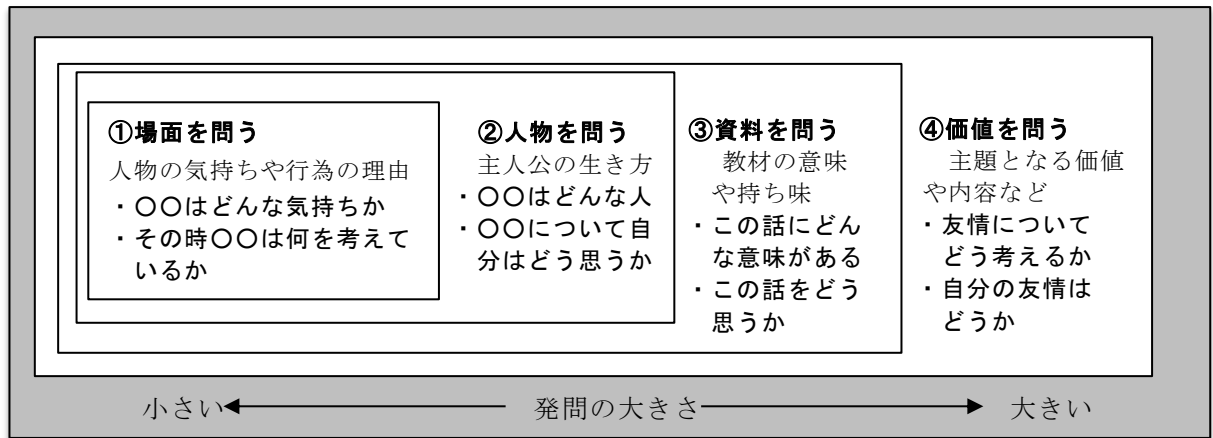 ①場面を問う
人物の気持ちや行為の理由
・〇〇はどんな気持ちか
・その時〇〇は何を考えて
いるか
②人物を問う
主人公の生き方
・〇〇はどんな人
・〇〇について自
分はどう思うか
③資料を問う
教材の意味
や持ち味
・この話にどん
な意味がある
・この話をどう
思うか
④価値を問う
主題となる価値
や内容など
・友情について
どう考えるか
・自分の友情は
どうか
小さい 発問の大きさ 大きい